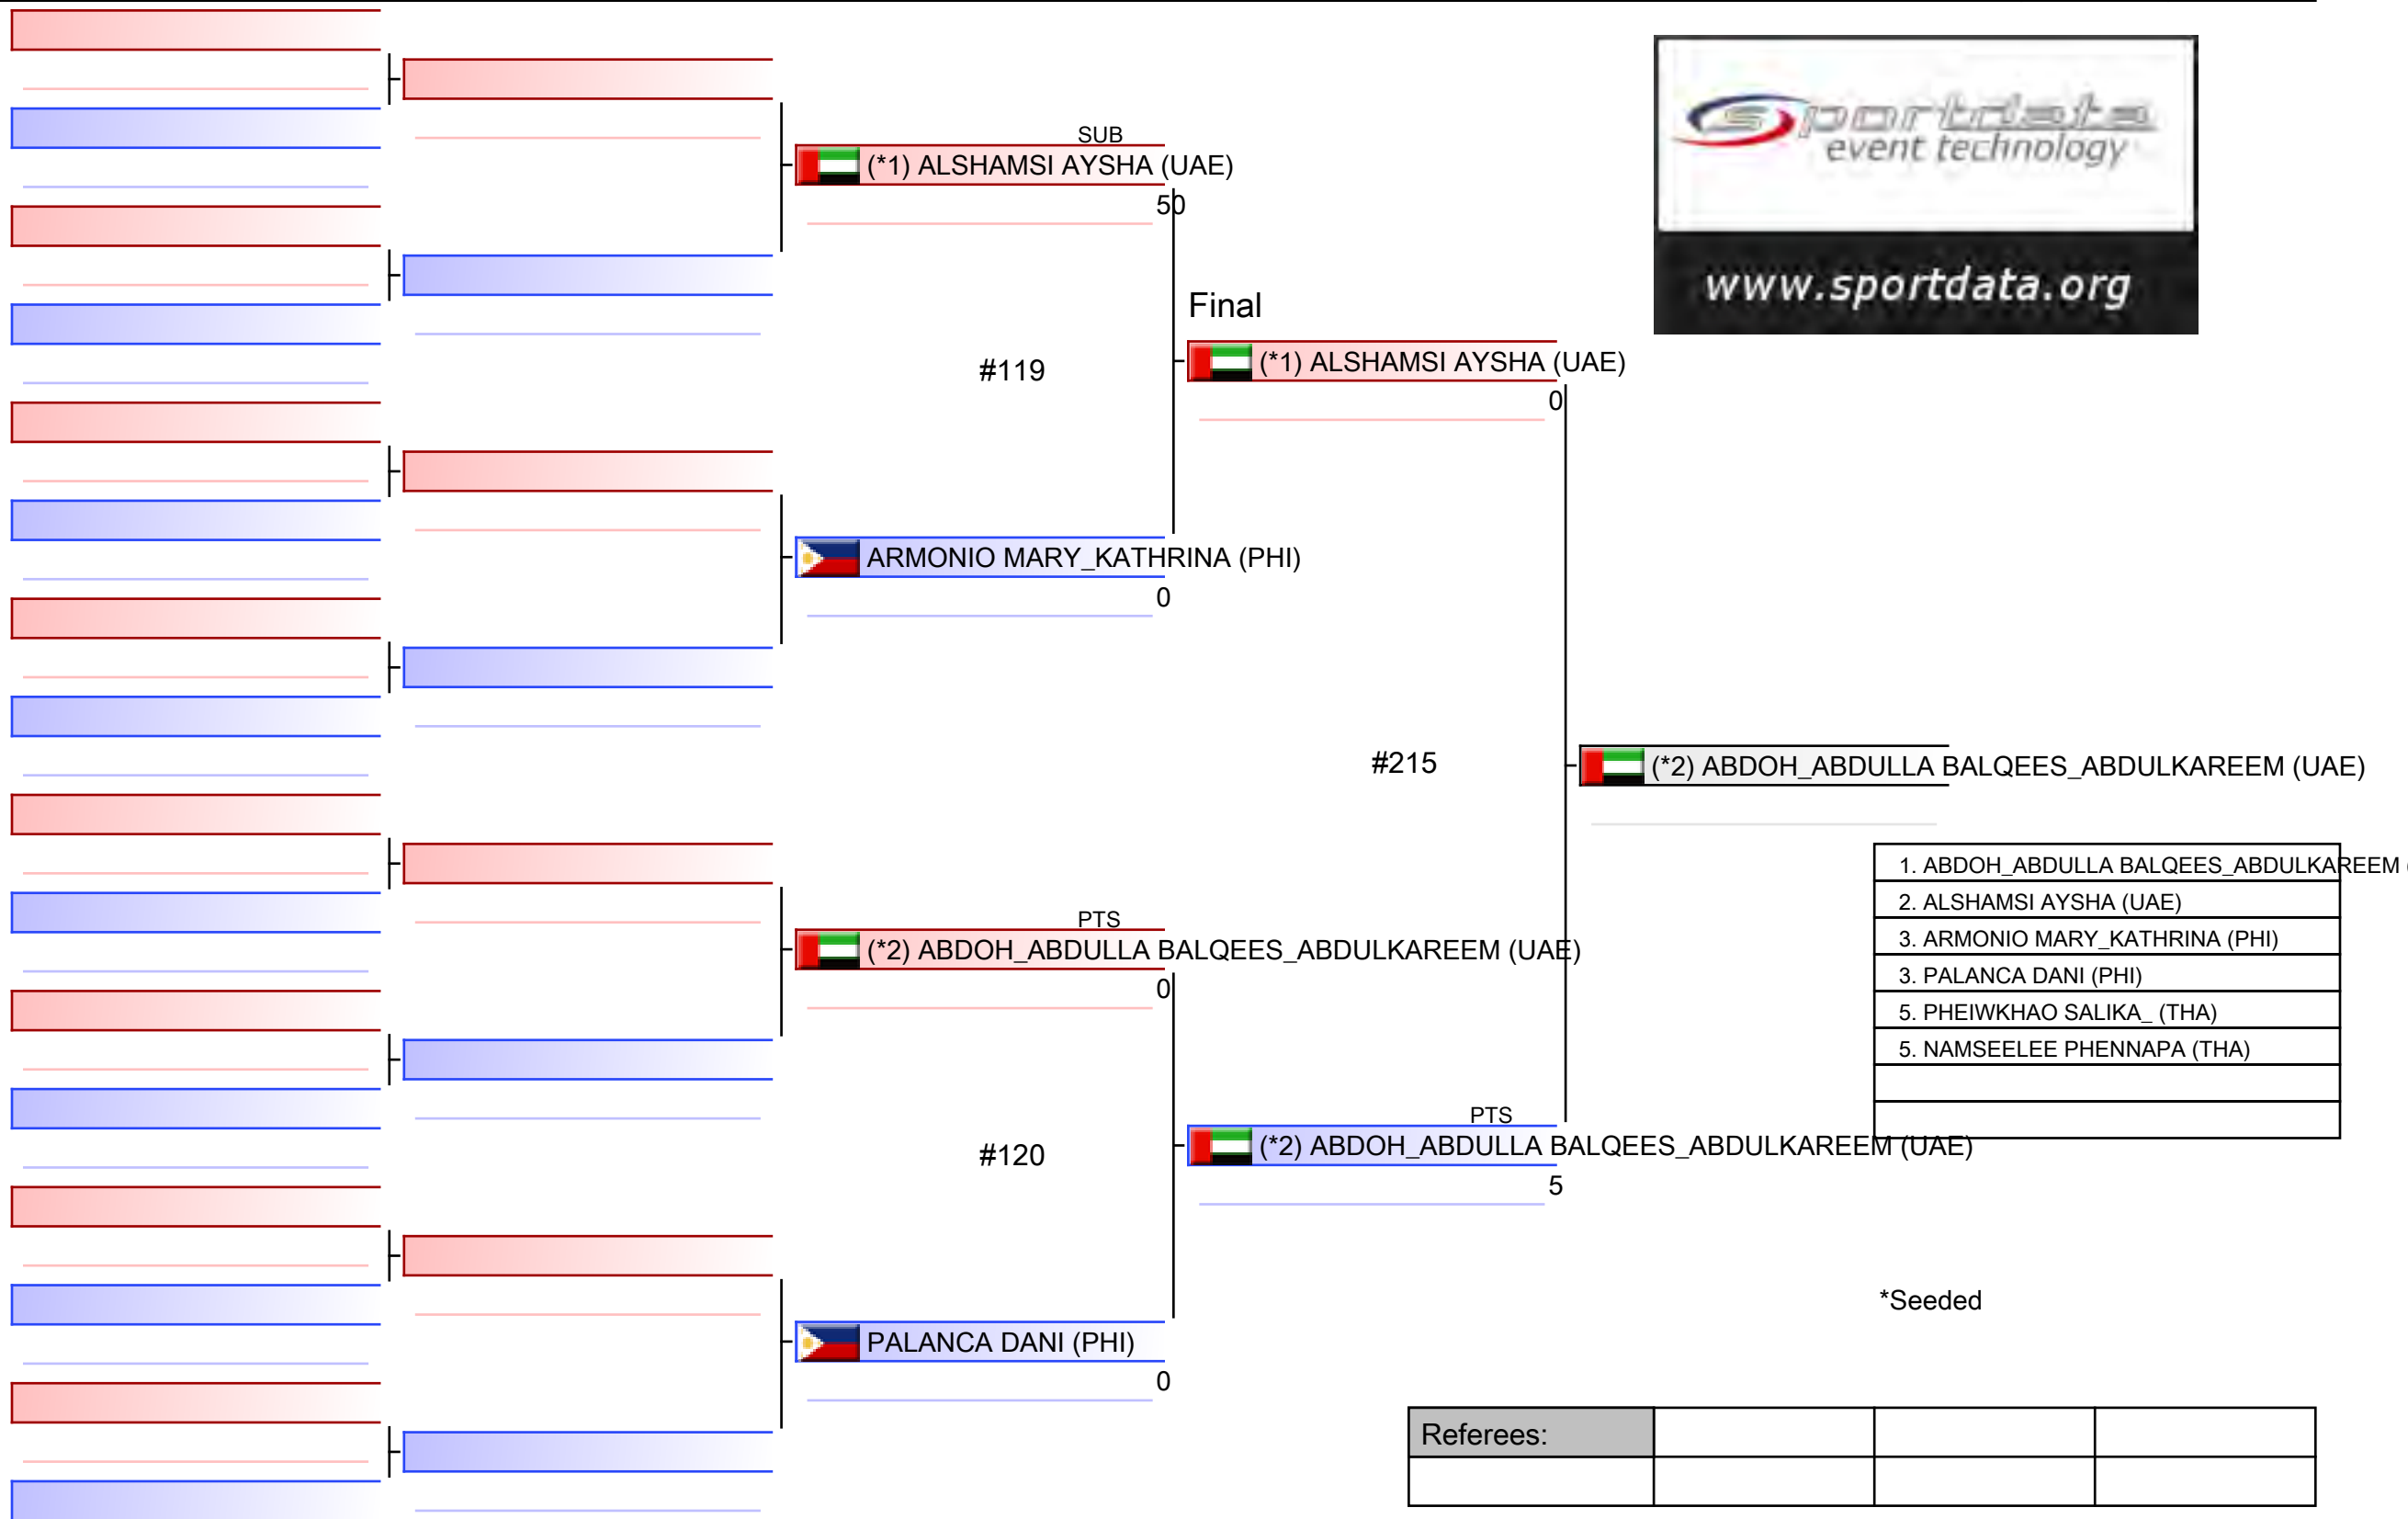 sportdata
event technology
www.sportdata.org
SUB
(*1) ALSHAMSI AYSHA (UAE)
50
Final
#119
(*1) ALSHAMSI AYSHA (UAE)
0
ARMONIO MARY_KATHRINA (PHI)
0
#215
(*2) ABDOH_ABDULLA BALQEES_ABDULKAREEM (UAE)
1. ABDOH_ABDULLA BALQEES_ABDULKAREEM (
2. ALSHAMSI AYSHA (UAE)
3. ARMONIO MARY_KATHRINA (PHI)
3. PALANCA DANI (PHI)
5. PHEIWKHAO SALIKA_ (THA)
5. NAMSEELEE PHENNAPA (THA)
PTS
(*2) ABDOH_ABDULLA BALQEES_ABDULKAREEM (UAE)
0
#120
PTS
(*2) ABDOH_ABDULLA BALQEES_ABDULKAREEM (UAE)
5
*Seeded
PALANCA DANI (PHI)
0
Referees: